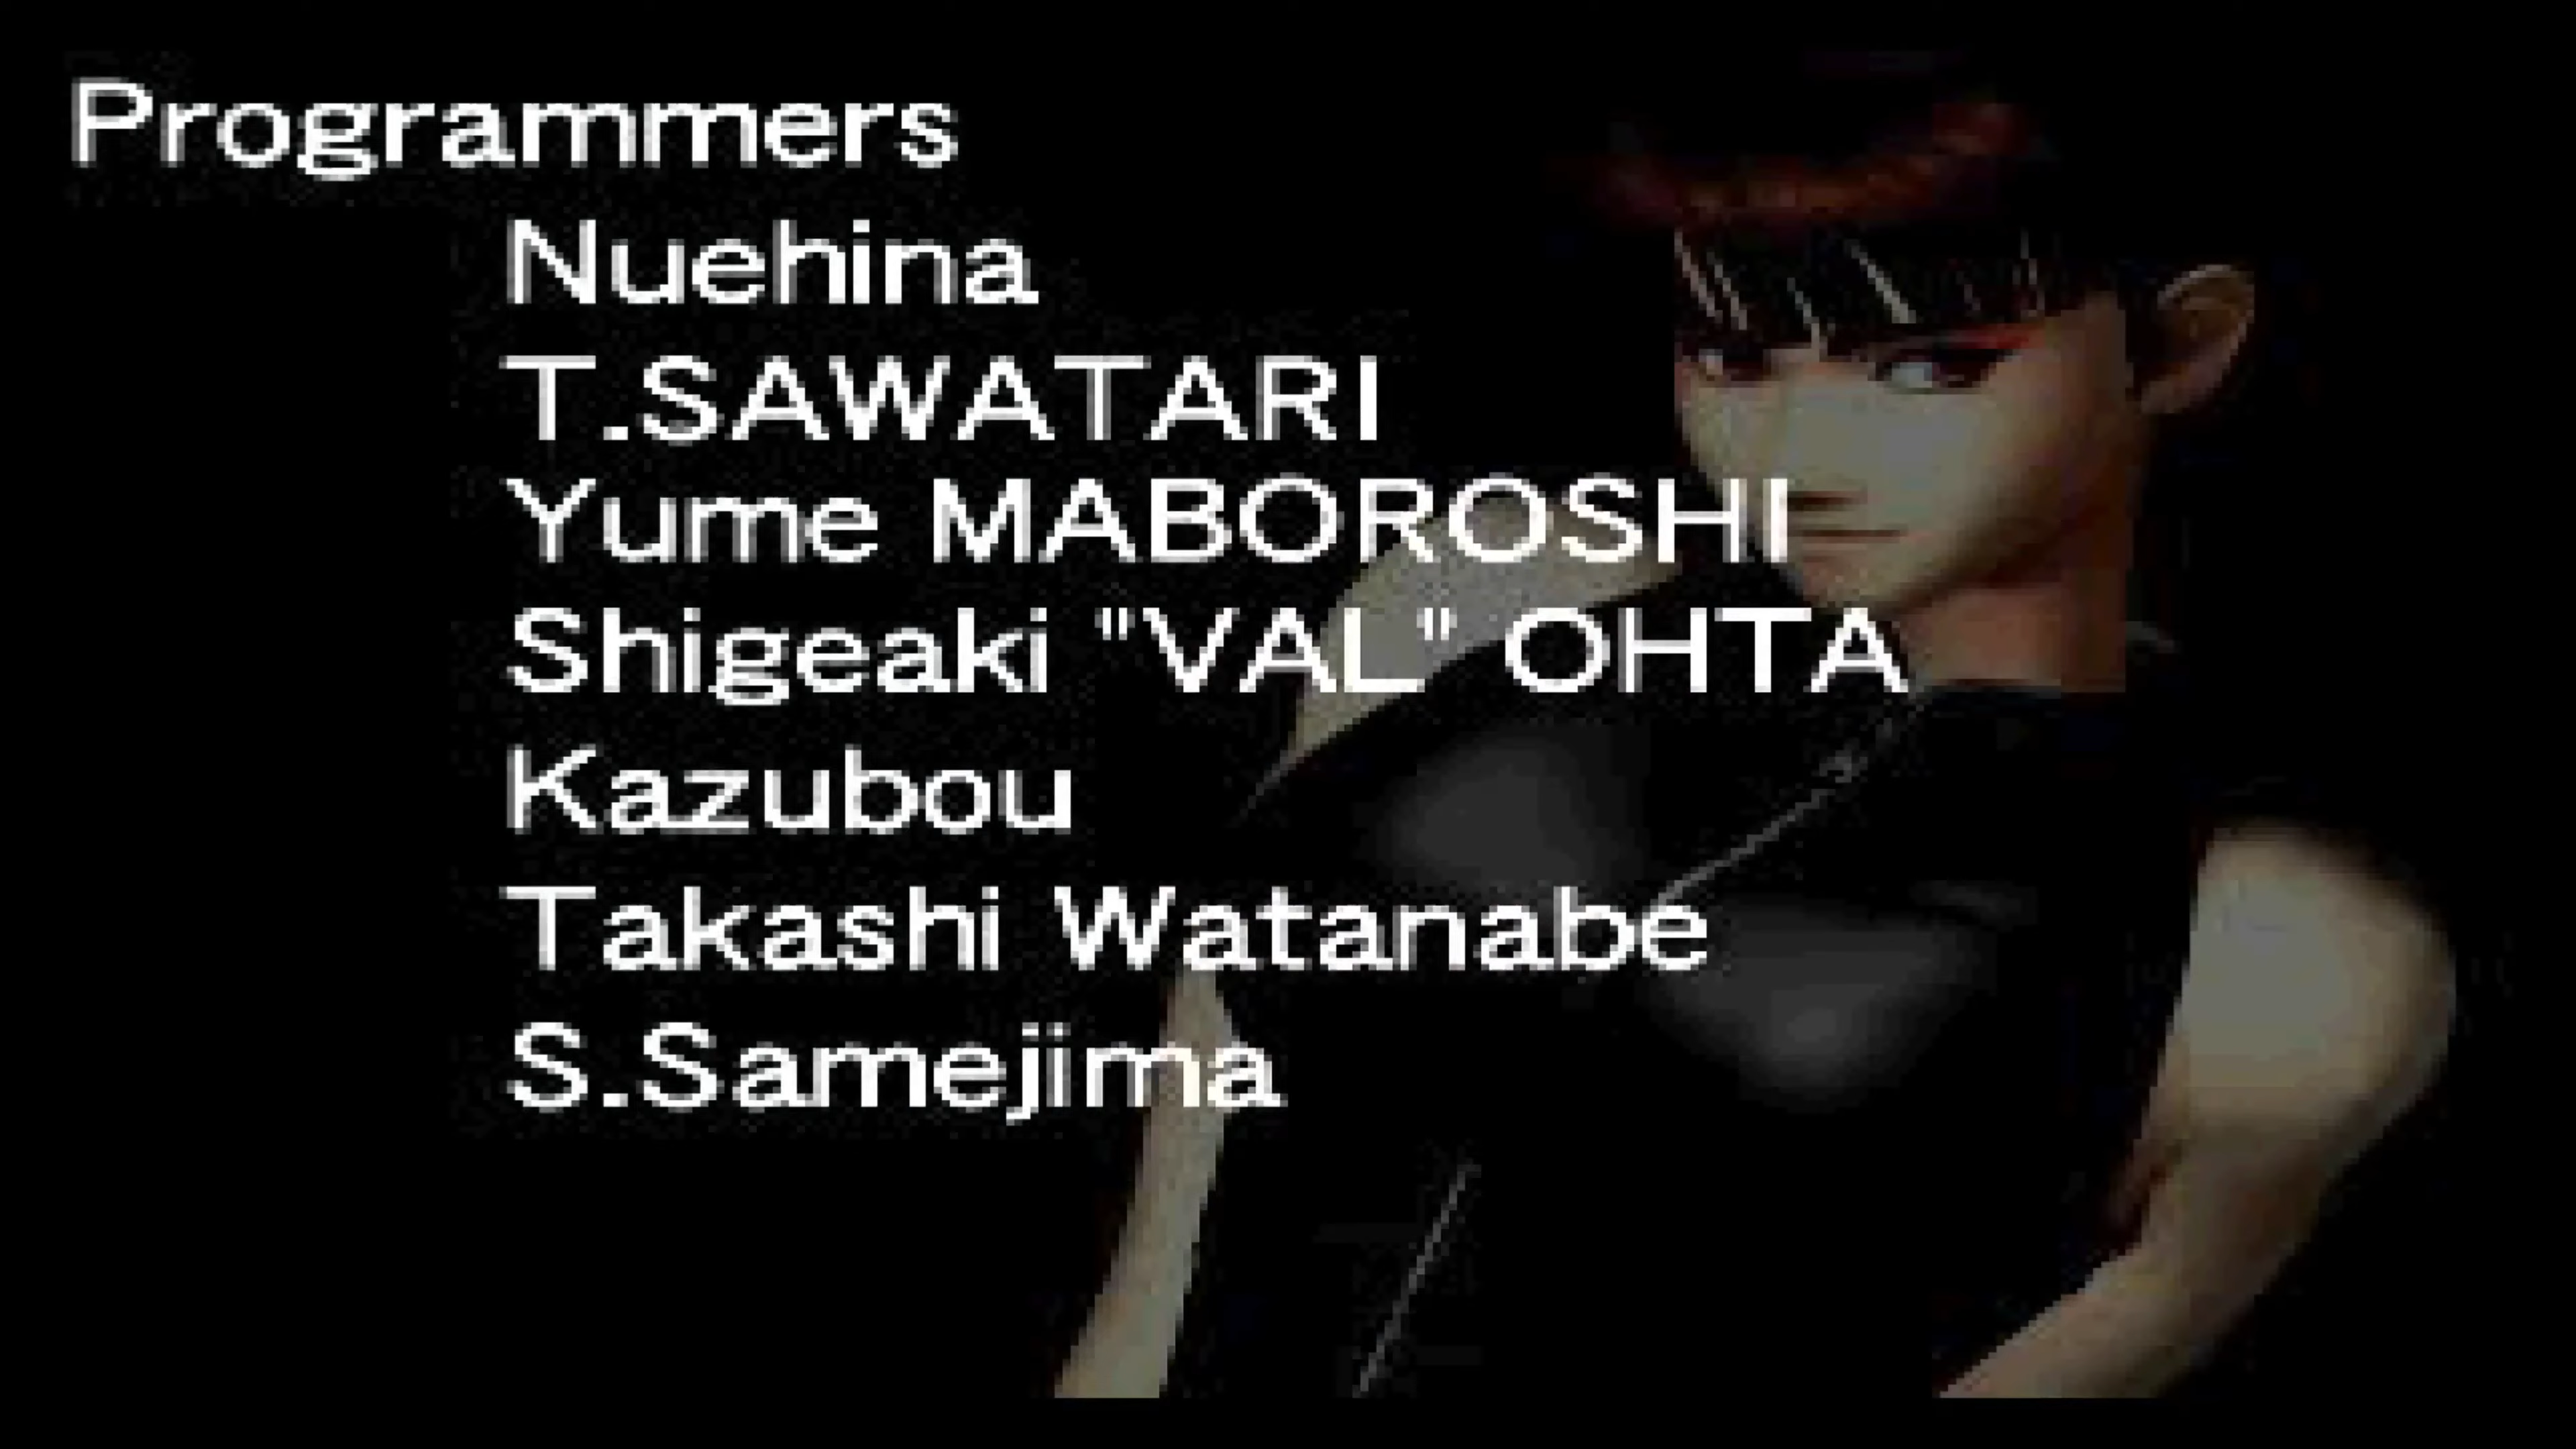 Programmers
Nuehina
T.SAWATARI
Yume MABOROSHI
Shigeaki "VAL" OHTA
Kazubou
Takashi Watanabe
S.Samejima